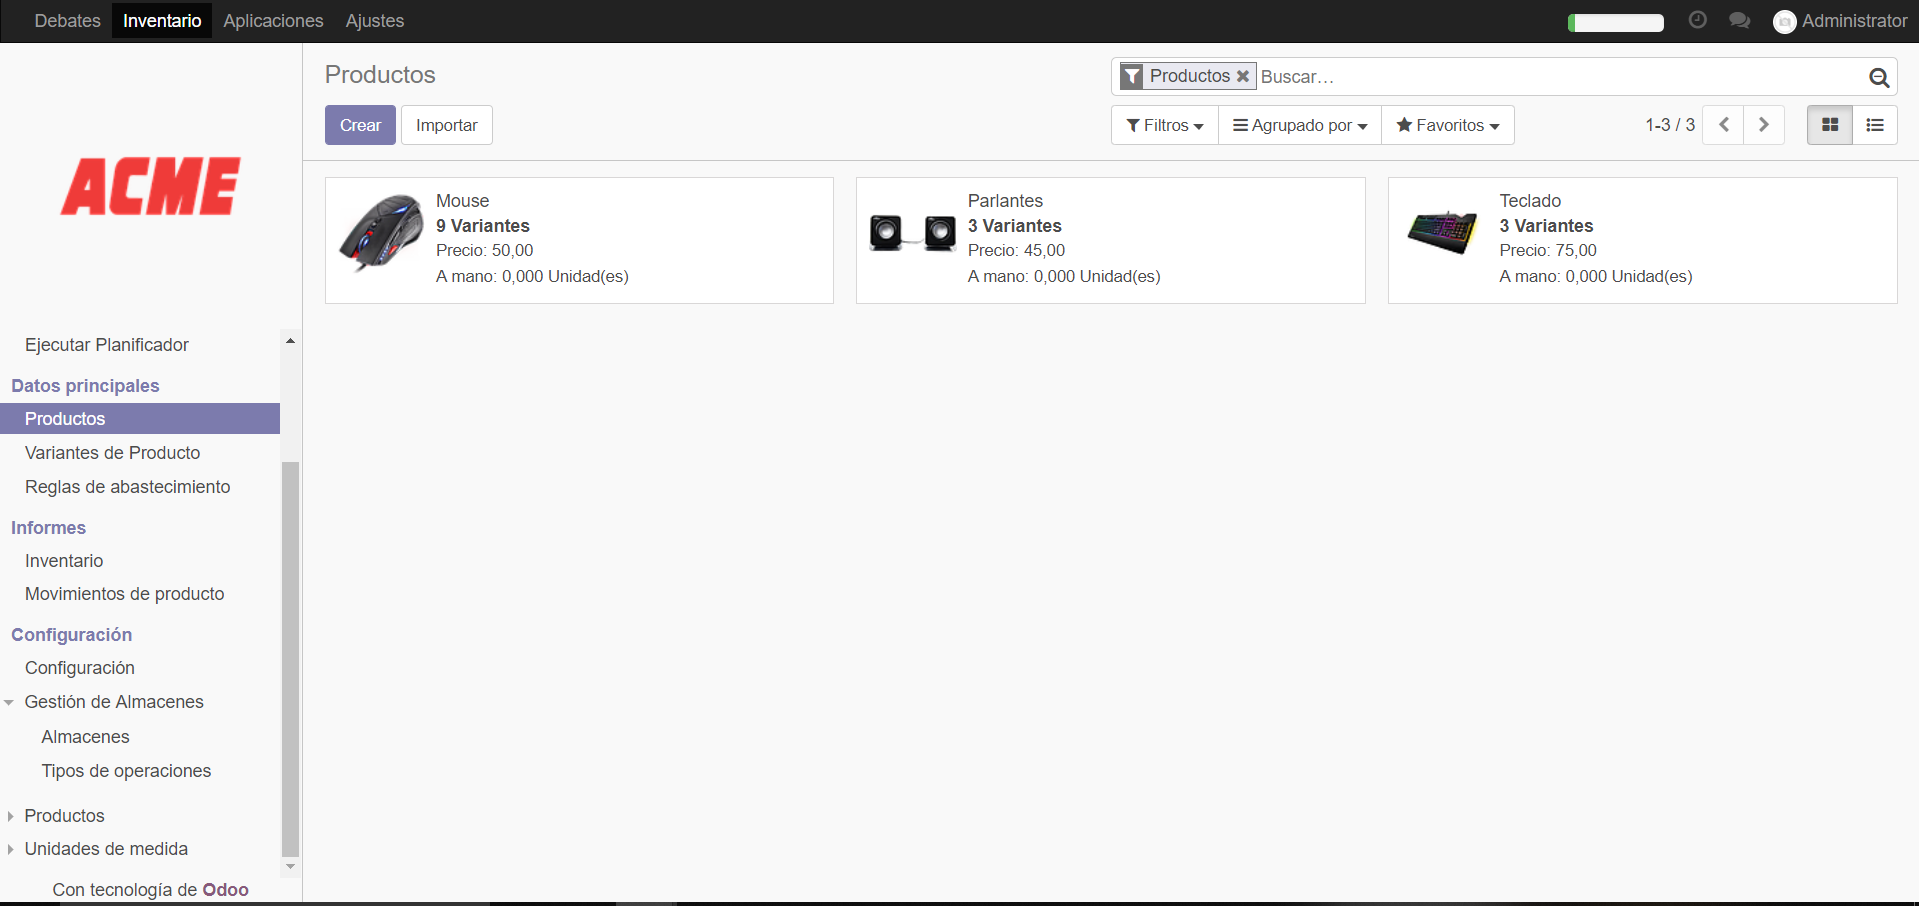 Debates Inventario Aplicaciones Ajustes Administrator
ACME
Ejecutar Planificador
Datos principales
Productos
Variantes de Producto
Reglas de abastecimiento
Informes
Inventario
Movimientos de producto
Configuración
Configuración
Gestión de Almacenes
Almacenes
Tipos de operaciones
Productos
Unidades de medida
Con tecnología de Odoo
Productos
Productos Buscar…
Crear Importar
Filtros Agrupado por Favoritos 1-3 / 3
Mouse
9 Variantes
Precio: 50,00
A mano: 0,000 Unidad(es)
Parlantes
3 Variantes
Precio: 45,00
A mano: 0,000 Unidad(es)
Teclado
3 Variantes
Precio: 75,00
A mano: 0,000 Unidad(es)